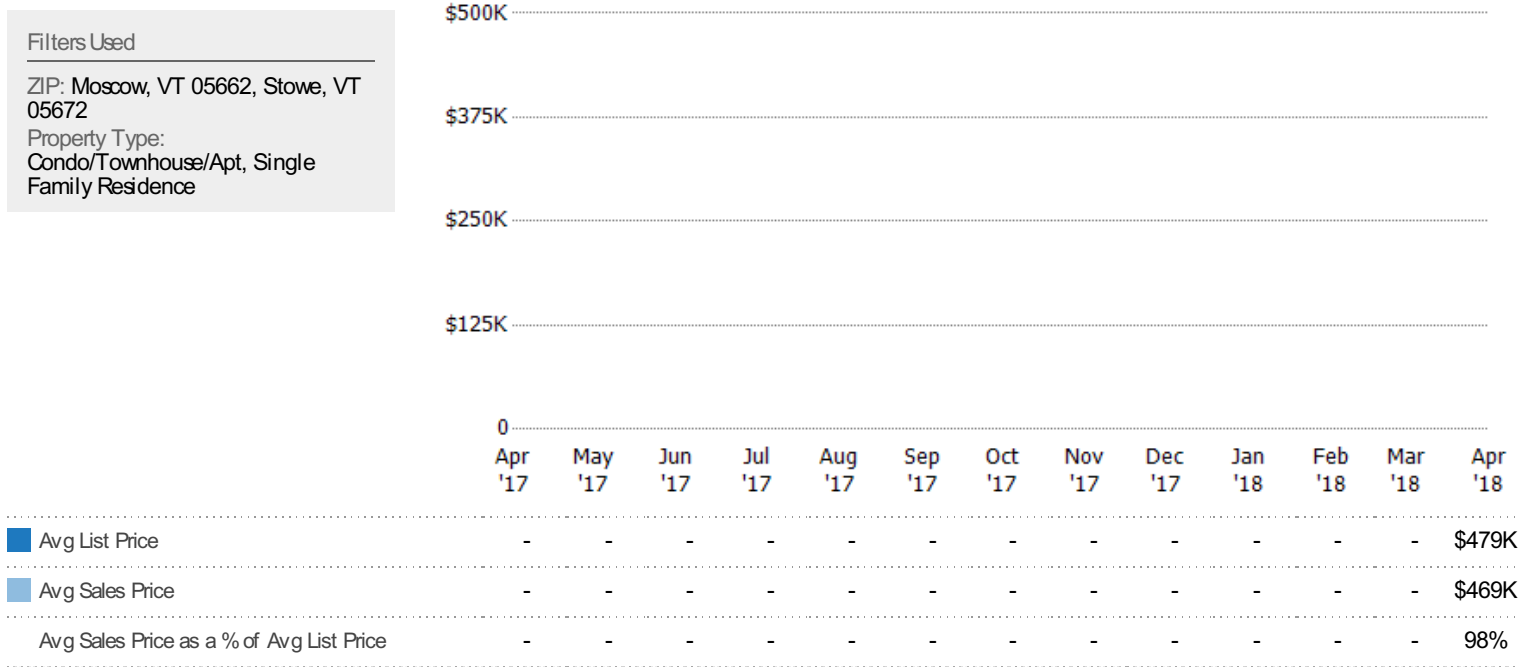 Filters Used
ZIP: Moscow, VT 05662, Stowe, VT
05672
Property Type:
Condo/Townhouse/Apt, Single
Family Residence
$500K
$375K
$250K
$125K
0
Apr May Jun Jul Aug Sep Oct Nov Dec Jan Feb Mar Apr
'17 '17 '17 '17 '17 '17 '17 '17 '17 '18 '18 '18 '18
Avg List Price - - - - - - - - - - - - $479K
Avg Sales Price - - - - - - - - - - - - $469K
Avg Sales Price as a % of Avg List Price - - - - - - - - - - - - 98%